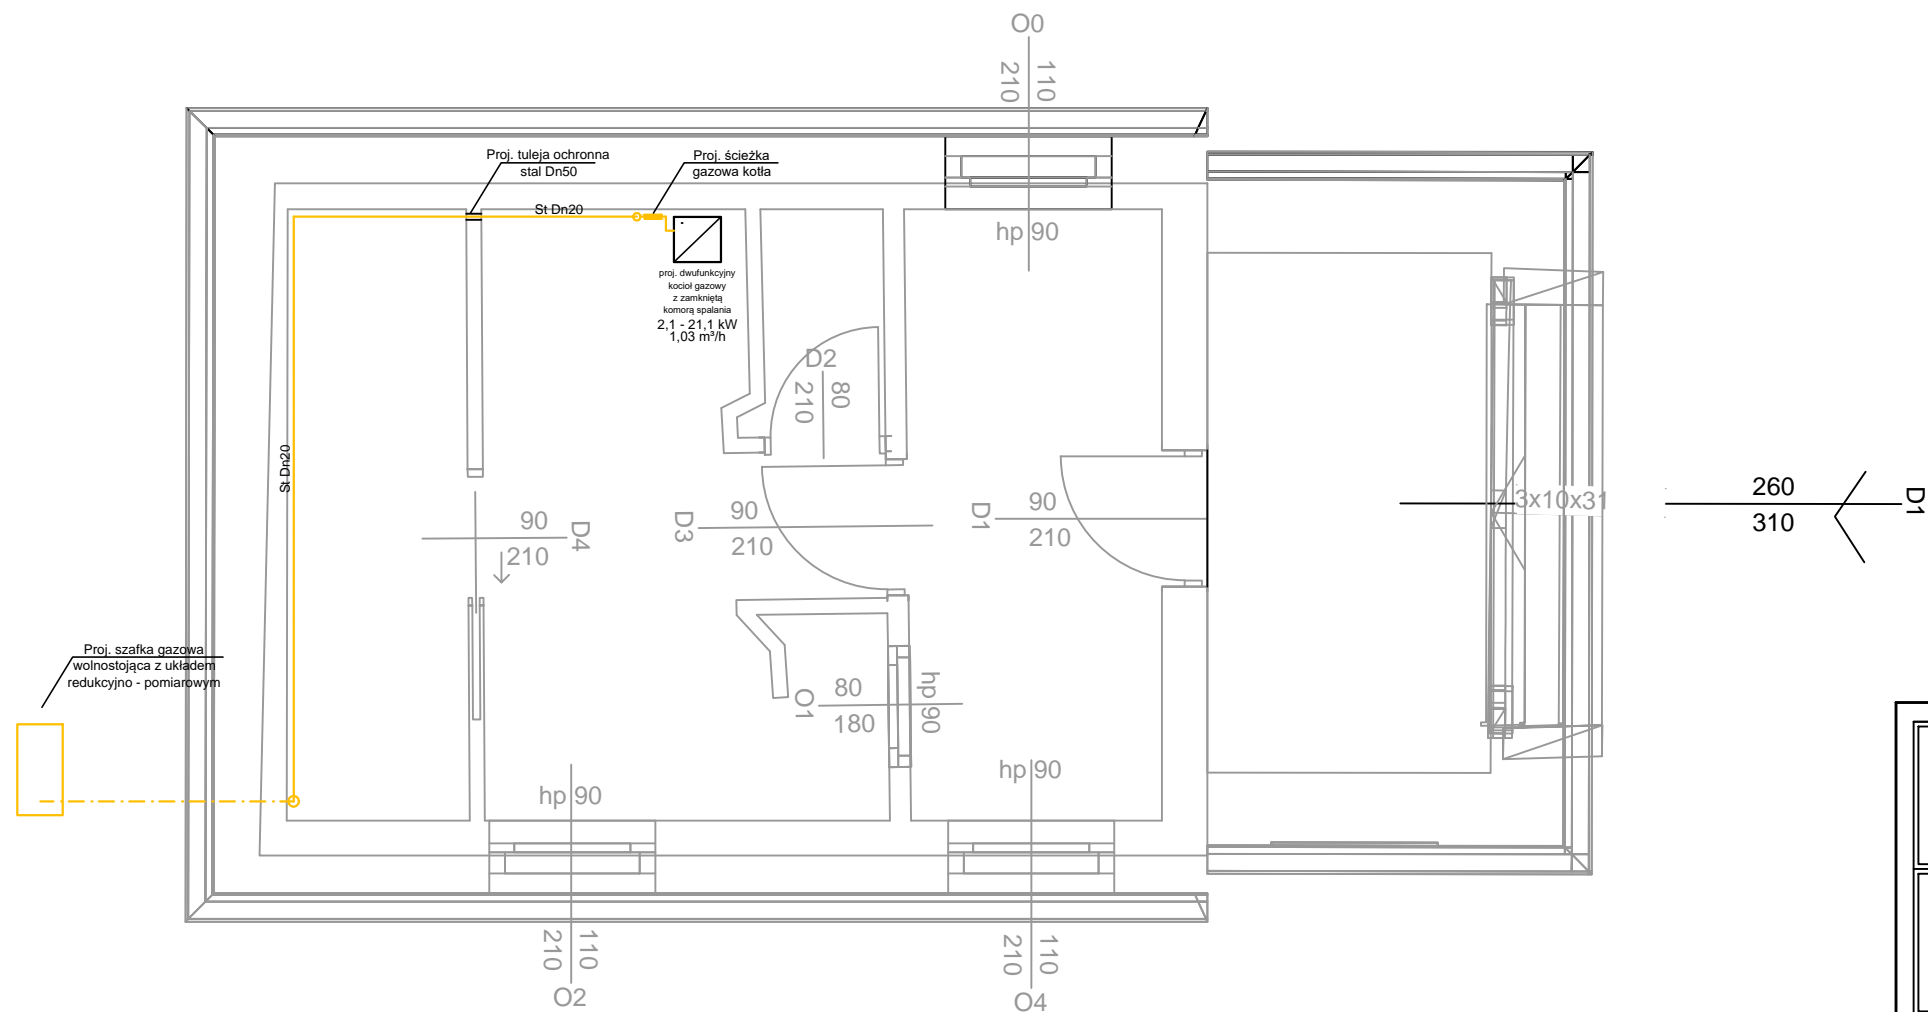 O0
210
110
hp 90
Proj. tuleja ochronna
stal Dn50
Proj. ścieżka
gazowa kotła
St Dn20
proj. dwufunkcyjny
kocioł gazowy
z zamkniętą
komorą spalania
2,1 - 21,1 kW
1,03 m³/h
D2
210
80
St Dn20
90
210
D4
D3
90
210
D1
90
210
3x10x31
260
310
D1
Proj. szafka gazowa
wolnostojąca z układem
redukcyjno - pomiarowym
O1
80
180
hp 90
hp 90
hp 90
210
110
O2
210
110
O4